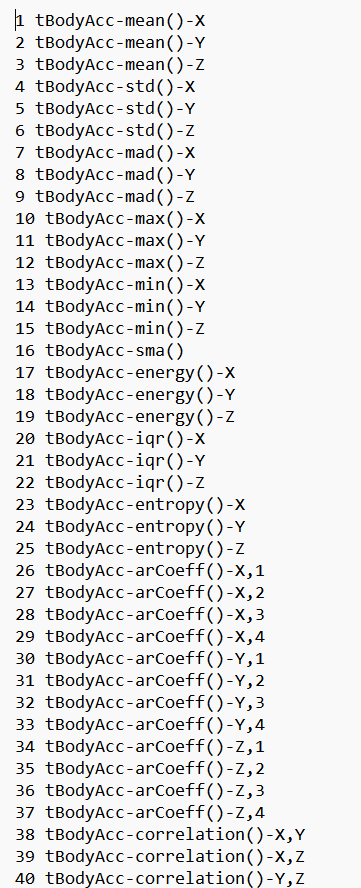 1 tBodyAcc-mean()-X
2 tBodyAcc-mean()-Y
3 tBodyAcc-mean()-Z
4 tBodyAcc-std()-X
5 tBodyAcc-std()-Y
6 tBodyAcc-std()-Z
7 tBodyAcc-mad()-X
8 tBodyAcc-mad()-Y
9 tBodyAcc-mad()-Z
10 tBodyAcc-max()-X
11 tBodyAcc-max()-Y
12 tBodyAcc-max()-Z
13 tBodyAcc-min()-X
14 tBodyAcc-min()-Y
15 tBodyAcc-min()-Z
16 tBodyAcc-sma()
17 tBodyAcc-energy()-X
18 tBodyAcc-energy()-Y
19 tBodyAcc-energy()-Z
20 tBodyAcc-iqr()-X
21 tBodyAcc-iqr()-Y
22 tBodyAcc-iqr()-Z
23 tBodyAcc-entropy()-X
24 tBodyAcc-entropy()-Y
25 tBodyAcc-entropy()-Z
26 tBodyAcc-arCoeff()-X,1
27 tBodyAcc-arCoeff()-X,2
28 tBodyAcc-arCoeff()-X,3
29 tBodyAcc-arCoeff()-X,4
30 tBodyAcc-arCoeff()-Y,1
31 tBodyAcc-arCoeff()-Y,2
32 tBodyAcc-arCoeff()-Y,3
33 tBodyAcc-arCoeff()-Y,4
34 tBodyAcc-arCoeff()-Z,1
35 tBodyAcc-arCoeff()-Z,2
36 tBodyAcc-arCoeff()-Z,3
37 tBodyAcc-arCoeff()-Z,4
38 tBodyAcc-correlation()-X,Y
39 tBodyAcc-correlation()-X,Z
40 tBodyAcc-correlation()-Y,Z